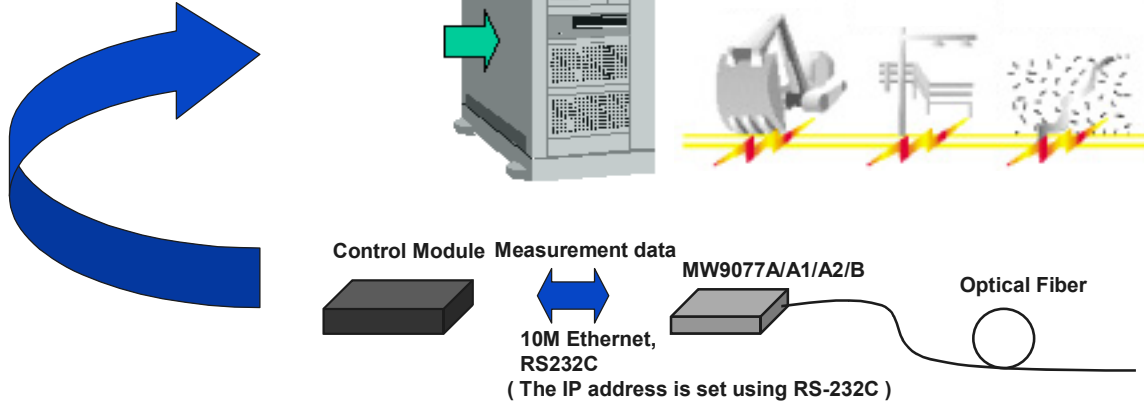 Control Module
Measurement data
MW9077A/A1/A2/B
Optical Fiber
10M Ethernet,
RS232C
( The IP address is set using RS-232C )